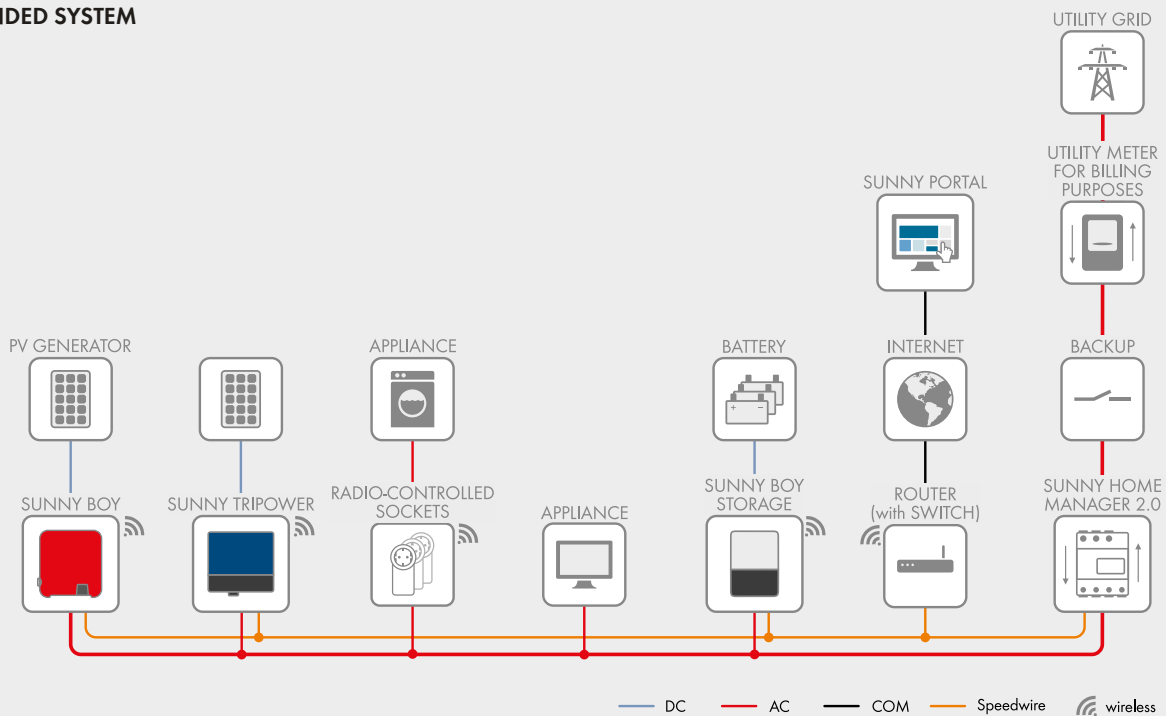 SYSTEM
UTILITY GRID
UTILITY METER
FOR BILLING
PURPOSES
SUNNY PORTAL
PV GENERATOR
APPLIANCE
BATTERY
INTERNET
BACKUP
SUNNY BOY
SUNNY TRIPOWER
RADIO-CONTROLLED
SOCKETS
APPLIANCE
SUNNY BOY
STORAGE
ROUTER
(with SWITCH)
SUNNY HOME
MANAGER 2.0
DC
AC
COM
Speedwire
wireless